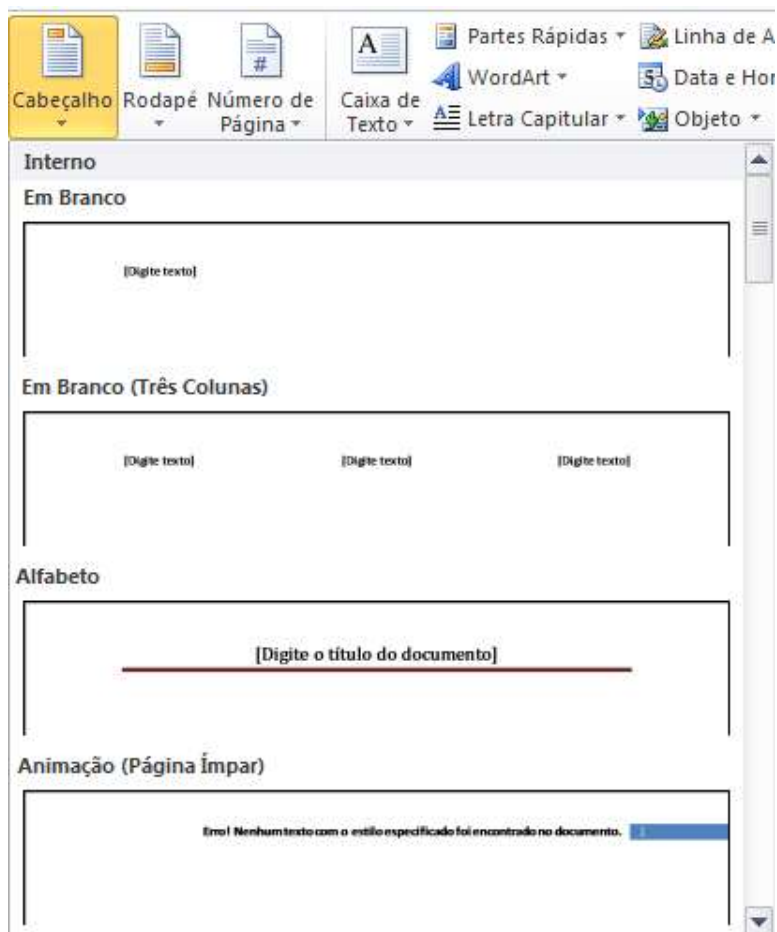 Cabeçalho Rodapé Número de Página
Caixa de Texto
Partes Rápidas
Linha de A
WordArt
Data e Hor
Letra Capitular
Objeto
Interno
Em Branco
[Digite texto]
Em Branco (Três Colunas)
[Digite texto] [Digite texto] [Digite texto]
Alfabeto
[Digite o título do documento]
Animação (Página Ímpar)
Erro! Nenhum texto com o estilo especificado foi encontrado no documento.